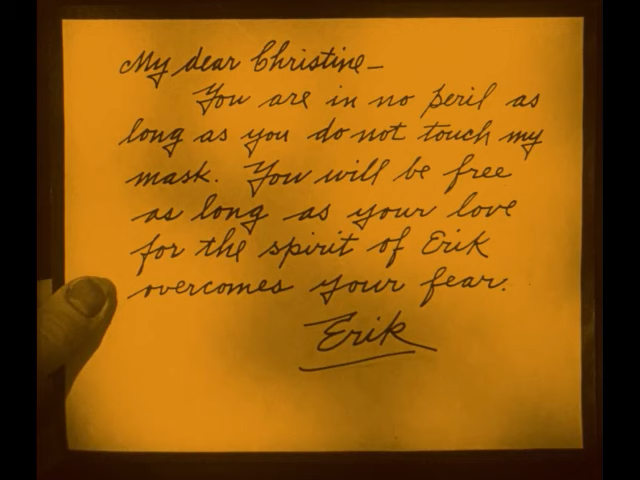 My dear Christine—
You are in no peril as
long as you do not touch my
mask. You will be free
as long as your love
for the spirit of Erik
overcomes your fear.
Erik